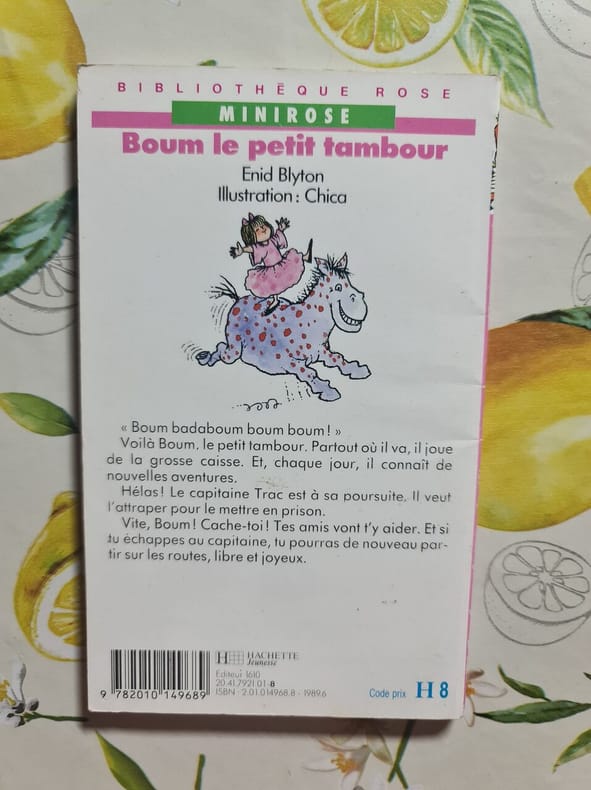 BIBLIOTHÈQUE ROSE
MINIROSE
Boum le petit tambour
Enid Blyton
Illustration : Chica
« Boum badaboum boum boum ! »
Voilà Boum, le petit tambour. Partout où il va, il joue
de la grosse caisse. Et, chaque jour, il connaît de
nouvelles aventures.
Hélas ! Le capitaine Trac est à sa poursuite. Il veut
l'attraper pour le mettre en prison.
Vite, Boum ! Cache-toi ! Tes amis vont t'y aider. Et si
tu échappes au capitaine, tu pourras de nouveau par-
tir sur les routes, libre et joyeux.
H HACHETTE
Jeunesse
Editeur 1610
20.41.7921.01-8
ISBN - 2.01.014968.8 - 1989.6
9 782010 149689
Code prix H 8